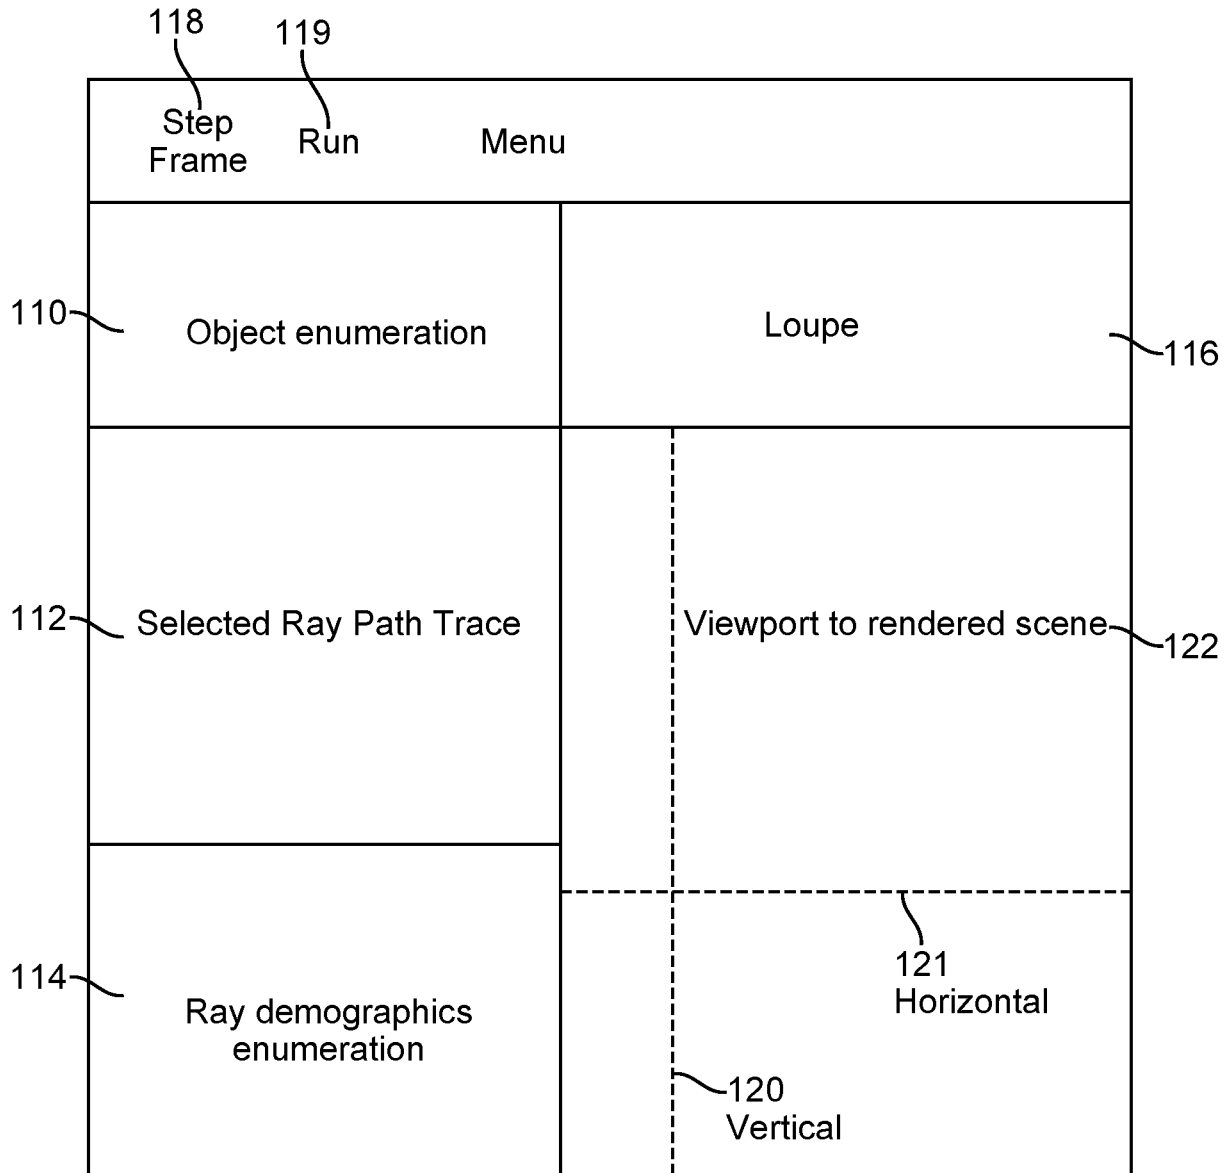 118
119
Step
Frame
Run
Menu
110
Object enumeration
Loupe
116
112
Selected Ray Path Trace
Viewport to rendered scene
122
121
Horizontal
114
Ray demographics
enumeration
120
Vertical